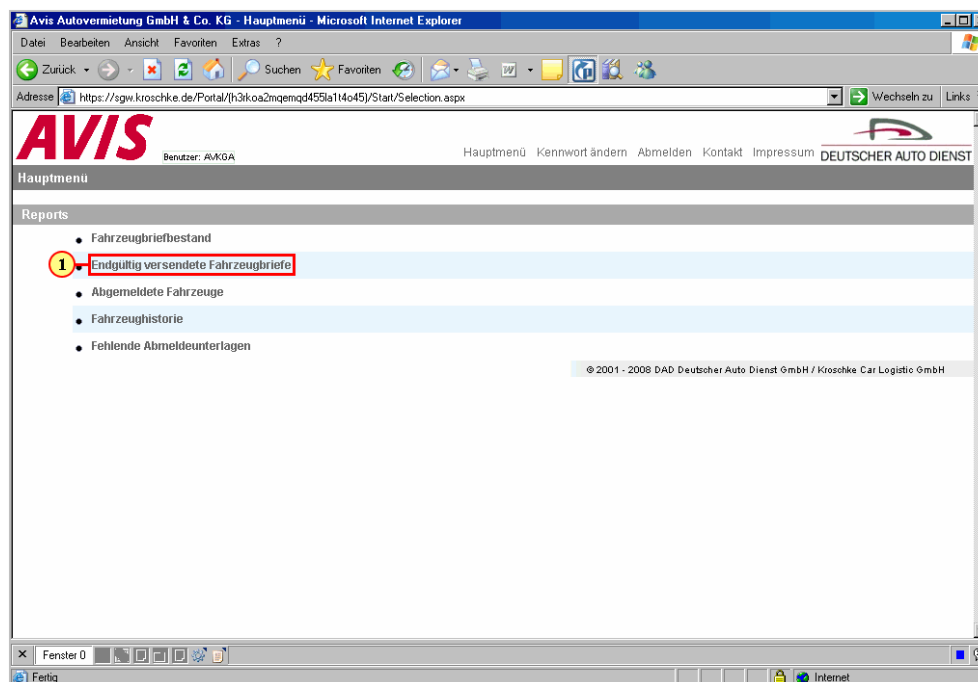 Avis Autovermietung GmbH & Co. KG - Hauptmenü - Microsoft Internet Explorer
Datei Bearbeiten Ansicht Favoriten Extras ?
Zurück Suchen Favoriten
Adresse https://sgw.kroschke.de/Portal/(h3rkoa2mqemqd455la1t4o45)/Start/Selection.aspx Wechseln zu Links
AVIS
Benutzer: AVKGA
Hauptmenü Kennwort ändern Abmelden Kontakt Impressum DEUTSCHER AUTO DIENST
Hauptmenü
Reports
Fahrzeugbriefbestand
1 Endgültig versendete Fahrzeugbriefe
Abgemeldete Fahrzeuge
Fahrzeughistorie
Fehlende Abmeldeunterlagen
© 2001 - 2008 DAD Deutscher Auto Dienst GmbH / Kroschke Car Logistic GmbH
Fenster 0
Fertig Internet